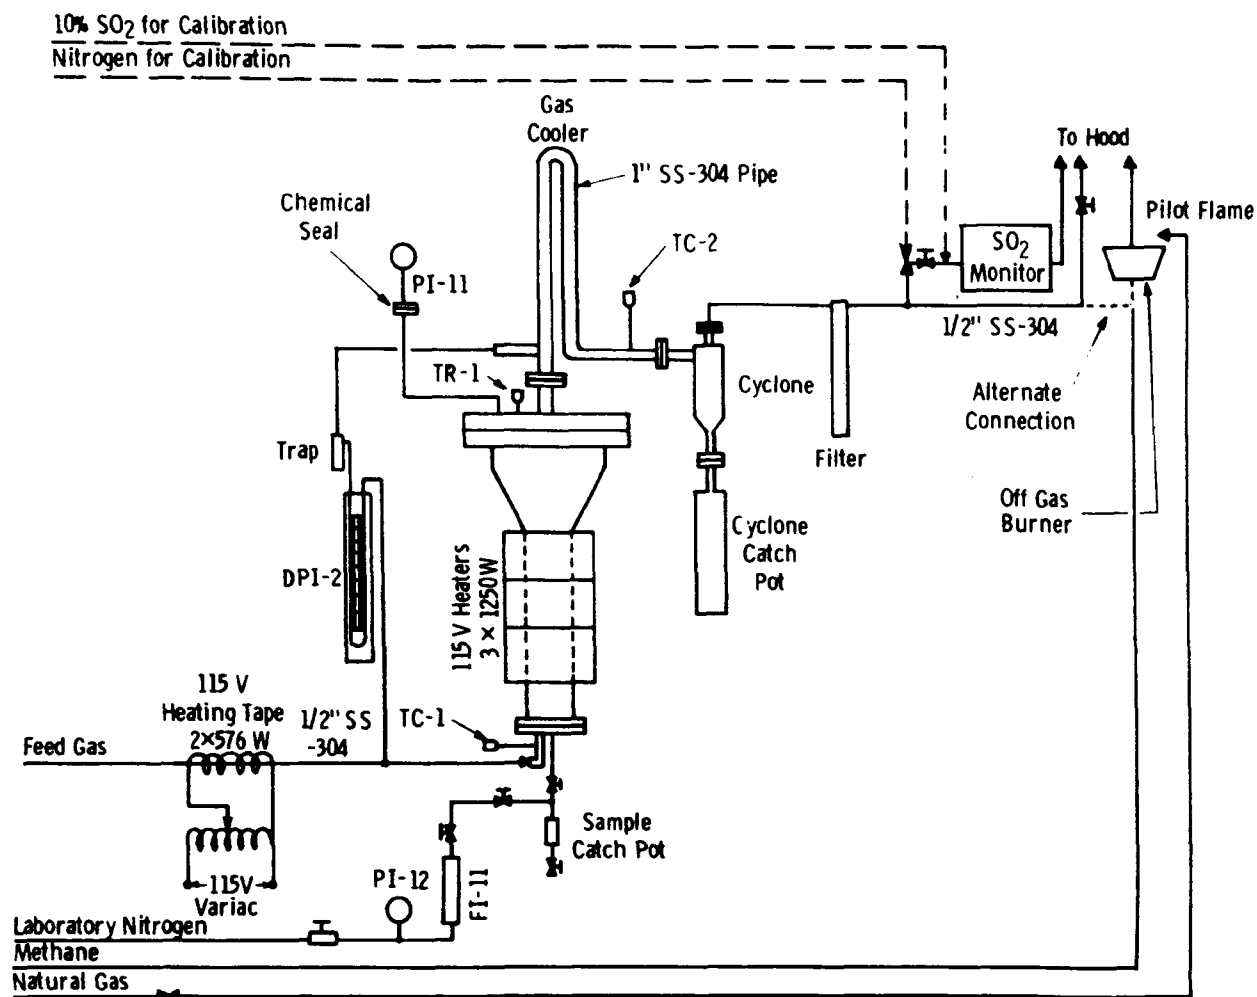 10% SO2 for Calibration
Nitrogen for Calibration
Gas
Cooler
To Hood
1" SS-304 Pipe
Chemical
Seal
Pilot Flame
TC-2
SO2
Monitor
PI-11
1/2" SS-304
TR-1
Cyclone
Alternate
Connection
Trap
Filter
Off Gas
Burner
Cyclone
Catch
Pot
DPI-2
115 V Heaters
3 × 1250W
115 V
Heating Tape
2×576 W
1/2" SS
-304
TC-1
Feed Gas
Sample
Catch Pot
115V
Variac
PI-12
FI-11
Laboratory Nitrogen
Methane
Natural Gas